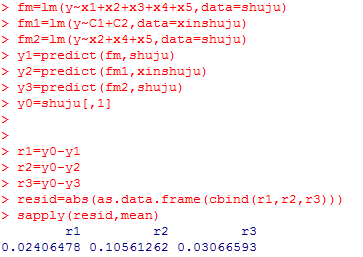 > fm=lm(y~x1+x2+x3+x4+x5,data=shuju)
> fm1=lm(y~C1+C2,data=xinshuju)
> fm2=lm(y~x2+x4+x5,data=shuju)
> y1=predict(fm,shuju)
> y2=predict(fm1,xinshuju)
> y3=predict(fm2,shuju)
> y0=shuju[,1]
>
>
> r1=y0-y1
> r2=y0-y2
> r3=y0-y3
> resid=abs(as.data.frame(cbind(r1,r2,r3)))
> sapply(resid,mean)
r1 r2 r3
0.02406478 0.10561262 0.03066593